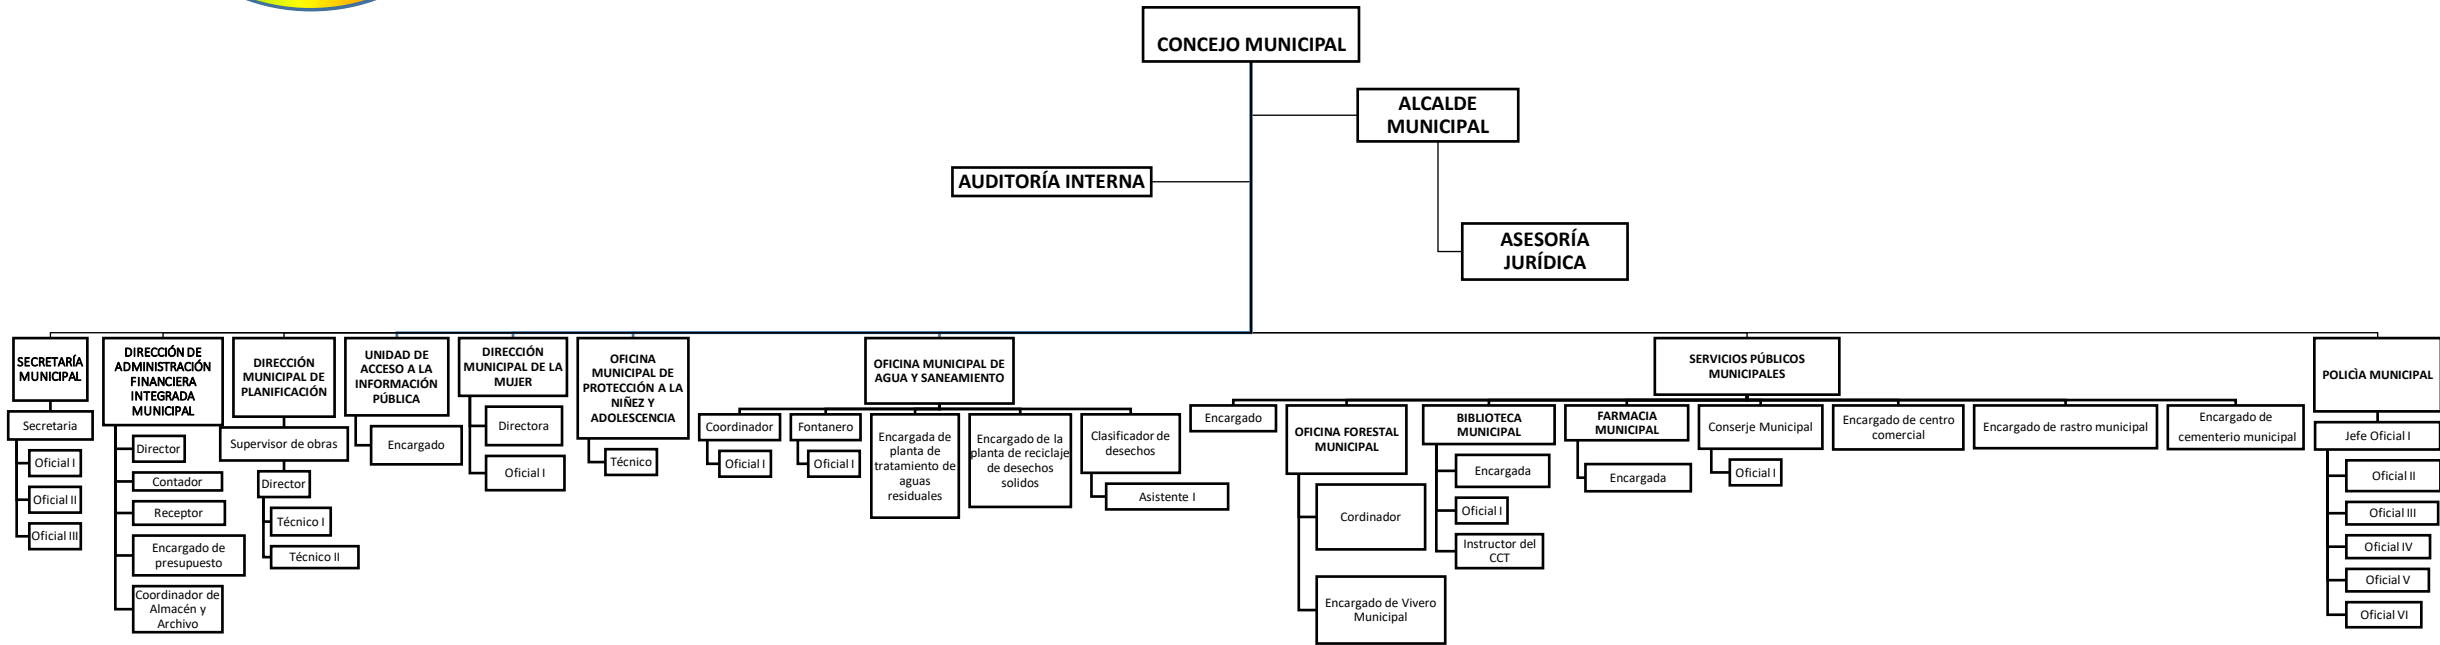 CONCEJO MUNICIPAL
ALCALDE
MUNICIPAL
AUDITORÍA INTERNA
ASESORÍA
JURÍDICA
SECRETARÍA
MUNICIPAL
Secretaria
Oficial I
Oficial II
Oficial III
DIRECCIÓN DE
ADMINISTRACIÓN
FINANCIERA
INTEGRADA
MUNICIPAL
Director
Contador
Receptor
Encargado de
presupuesto
Coordinador de
Almacén y
Archivo
DIRECCIÓN
MUNICIPAL DE
PLANIFICACIÓN
Supervisor de obras
Director
Técnico I
Técnico II
UNIDAD DE
ACCESO A LA
INFORMACIÓN
PÚBLICA
Encargado
DIRECCIÓN
MUNICIPAL DE LA
MUJER
Directora
Oficial I
OFICINA
MUNICIPAL DE
PROTECCIÓN A LA
NIÑEZ Y
ADOLESCENCIA
Técnico
OFICINA MUNICIPAL DE
AGUA Y SANEAMIENTO
Coordinador
Oficial I
Fontanero
Oficial I
Encargada de
planta de
tratamiento de
aguas
residuales
Encargado de la
planta de reciclaje
de desechos
solidos
Clasificador de
desechos
Asistente I
SERVICIOS PÚBLICOS
MUNICIPALES
Encargado
OFICINA FORESTAL
MUNICIPAL
Cordinador
Encargado de Vivero
Municipal
BIBLIOTECA
MUNICIPAL
Encargada
Oficial I
Instructor del
CCT
FARMACIA
MUNICIPAL
Encargada
Conserje Municipal
Oficial I
Encargado de centro
comercial
Encargado de rastro municipal
Encargado de
cementerio municipal
POLICÌA MUNICIPAL
Jefe Oficial I
Oficial II
Oficial III
Oficial IV
Oficial V
Oficial VI